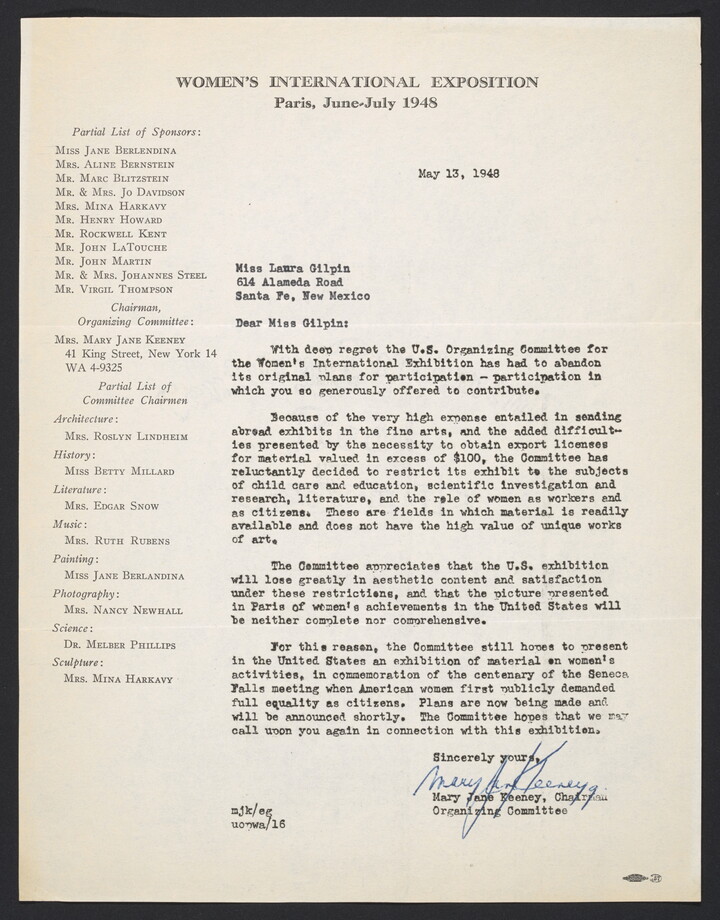 WOMEN'S INTERNATIONAL EXPOSITION
Paris, June-July 1948
Partial List of Sponsors:
MISS JANE BERLENDINA
MRS. ALINE BERNSTEIN
MR. MARC BLITZSTEIN
MR. & MRS. JO DAVIDSON
MRS. MINA HARKAVY
MR. HENRY HOWARD
MR. ROCKWELL KENT
MR. JOHN LATOUCHE
MR. JOHN MARTIN
MR. & MRS. JOHANNES STEEL
MR. VIRGIL THOMPSON
Chairman,
Organizing Committee:
MRS. MARY JANE KEENEY
41 King Street, New York 14
WA 4-9325
Partial List of
Committee Chairmen
Architecture:
MRS. ROSLYN LINDHEIM
History:
MISS BETTY MILLARD
Literature:
MRS. EDGAR SNOW
Music:
MRS. RUTH RUBENS
Painting:
MISS JANE BERLANDINA
Photography:
MRS. NANCY NEWHALL
Science:
DR. MELBER PHILLIPS
Sculpture:
MRS. MINA HARKAVY
May 13, 1948
Miss Laura Gilpin
614 Alameda Road
Santa Fe, New Mexico
Dear Miss Gilpin:
With deep regret the U.S. Organizing Committee for
the Women's International Exhibition has had to abandon
its original plans for participation - participation in
which you so generously offered to contribute.
Because of the very high expense entailed in sending
abroad exhibits in the fine arts, and the added difficult-
ies presented by the necessity to obtain export licenses
for material valued in excess of $100, the Committee has
reluctantly decided to restrict its exhibit to the subjects
of child care and education, scientific investigation and
research, literature, and the role of women as workers and
as citizens. These are fields in which material is readily
available and does not have the high value of unique works
of art.
The Committee appreciates that the U.S. exhibition
will lose greatly in aesthetic content and satisfaction
under these restrictions, and that the picture presented
in Paris of women's achievements in the United States will
be neither complete nor comprehensive.
For this reason, the Committee still hopes to present
in the United States an exhibition of material on women's
activities, in commemoration of the centenary of the Seneca
Falls meeting when American women first publicly demanded
full equality as citizens. Plans are now being made and
will be announced shortly. The Committee hopes that we may
call upon you again in connection with this exhibition.
Sincerely yours,
Mary Jane Keeney
Mary Jane Keeney, Chairman
Organizing Committee
mjk/eg
uopwa/16